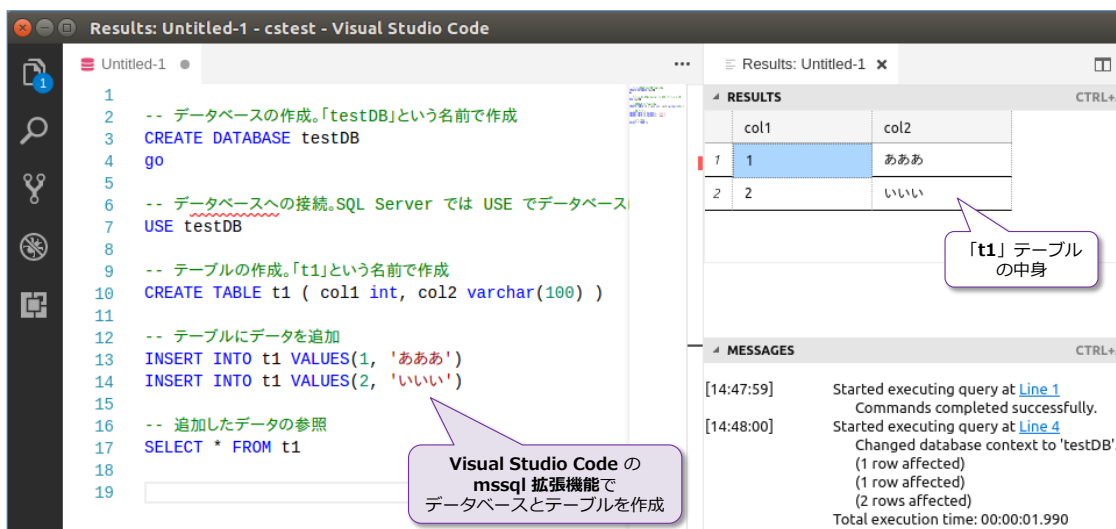 Results: Untitled-1 - cstest - Visual Studio Code
1
Untitled-1
1
2 -- データベースの作成。「testDB」という名前で作成
3 CREATE DATABASE testDB
4 go
5
6 -- データベースへの接続。SQL Server では USE でデータベース
7 USE testDB
8
9 -- テーブルの作成。「t1」という名前で作成
10 CREATE TABLE t1 ( col1 int, col2 varchar(100) )
11
12 -- テーブルにデータを追加
13 INSERT INTO t1 VALUES(1, 'あああ')
14 INSERT INTO t1 VALUES(2, 'いいい')
15
16 -- 追加したデータの参照
17 SELECT * FROM t1
18
19
Visual Studio Code の
mssql 拡張機能で
データベースとテーブルを作成
Results: Untitled-1
RESULTS CTRL+
col1 col2
1 1 あああ
2 2 いいい
「t1」テーブル
の中身
MESSAGES CTRL+
[14:47:59] Started executing query at Line 1
Commands completed successfully.
[14:48:00] Started executing query at Line 4
Changed database context to 'testDB'.
(1 row affected)
(1 row affected)
(2 rows affected)
Total execution time: 00:00:01.990